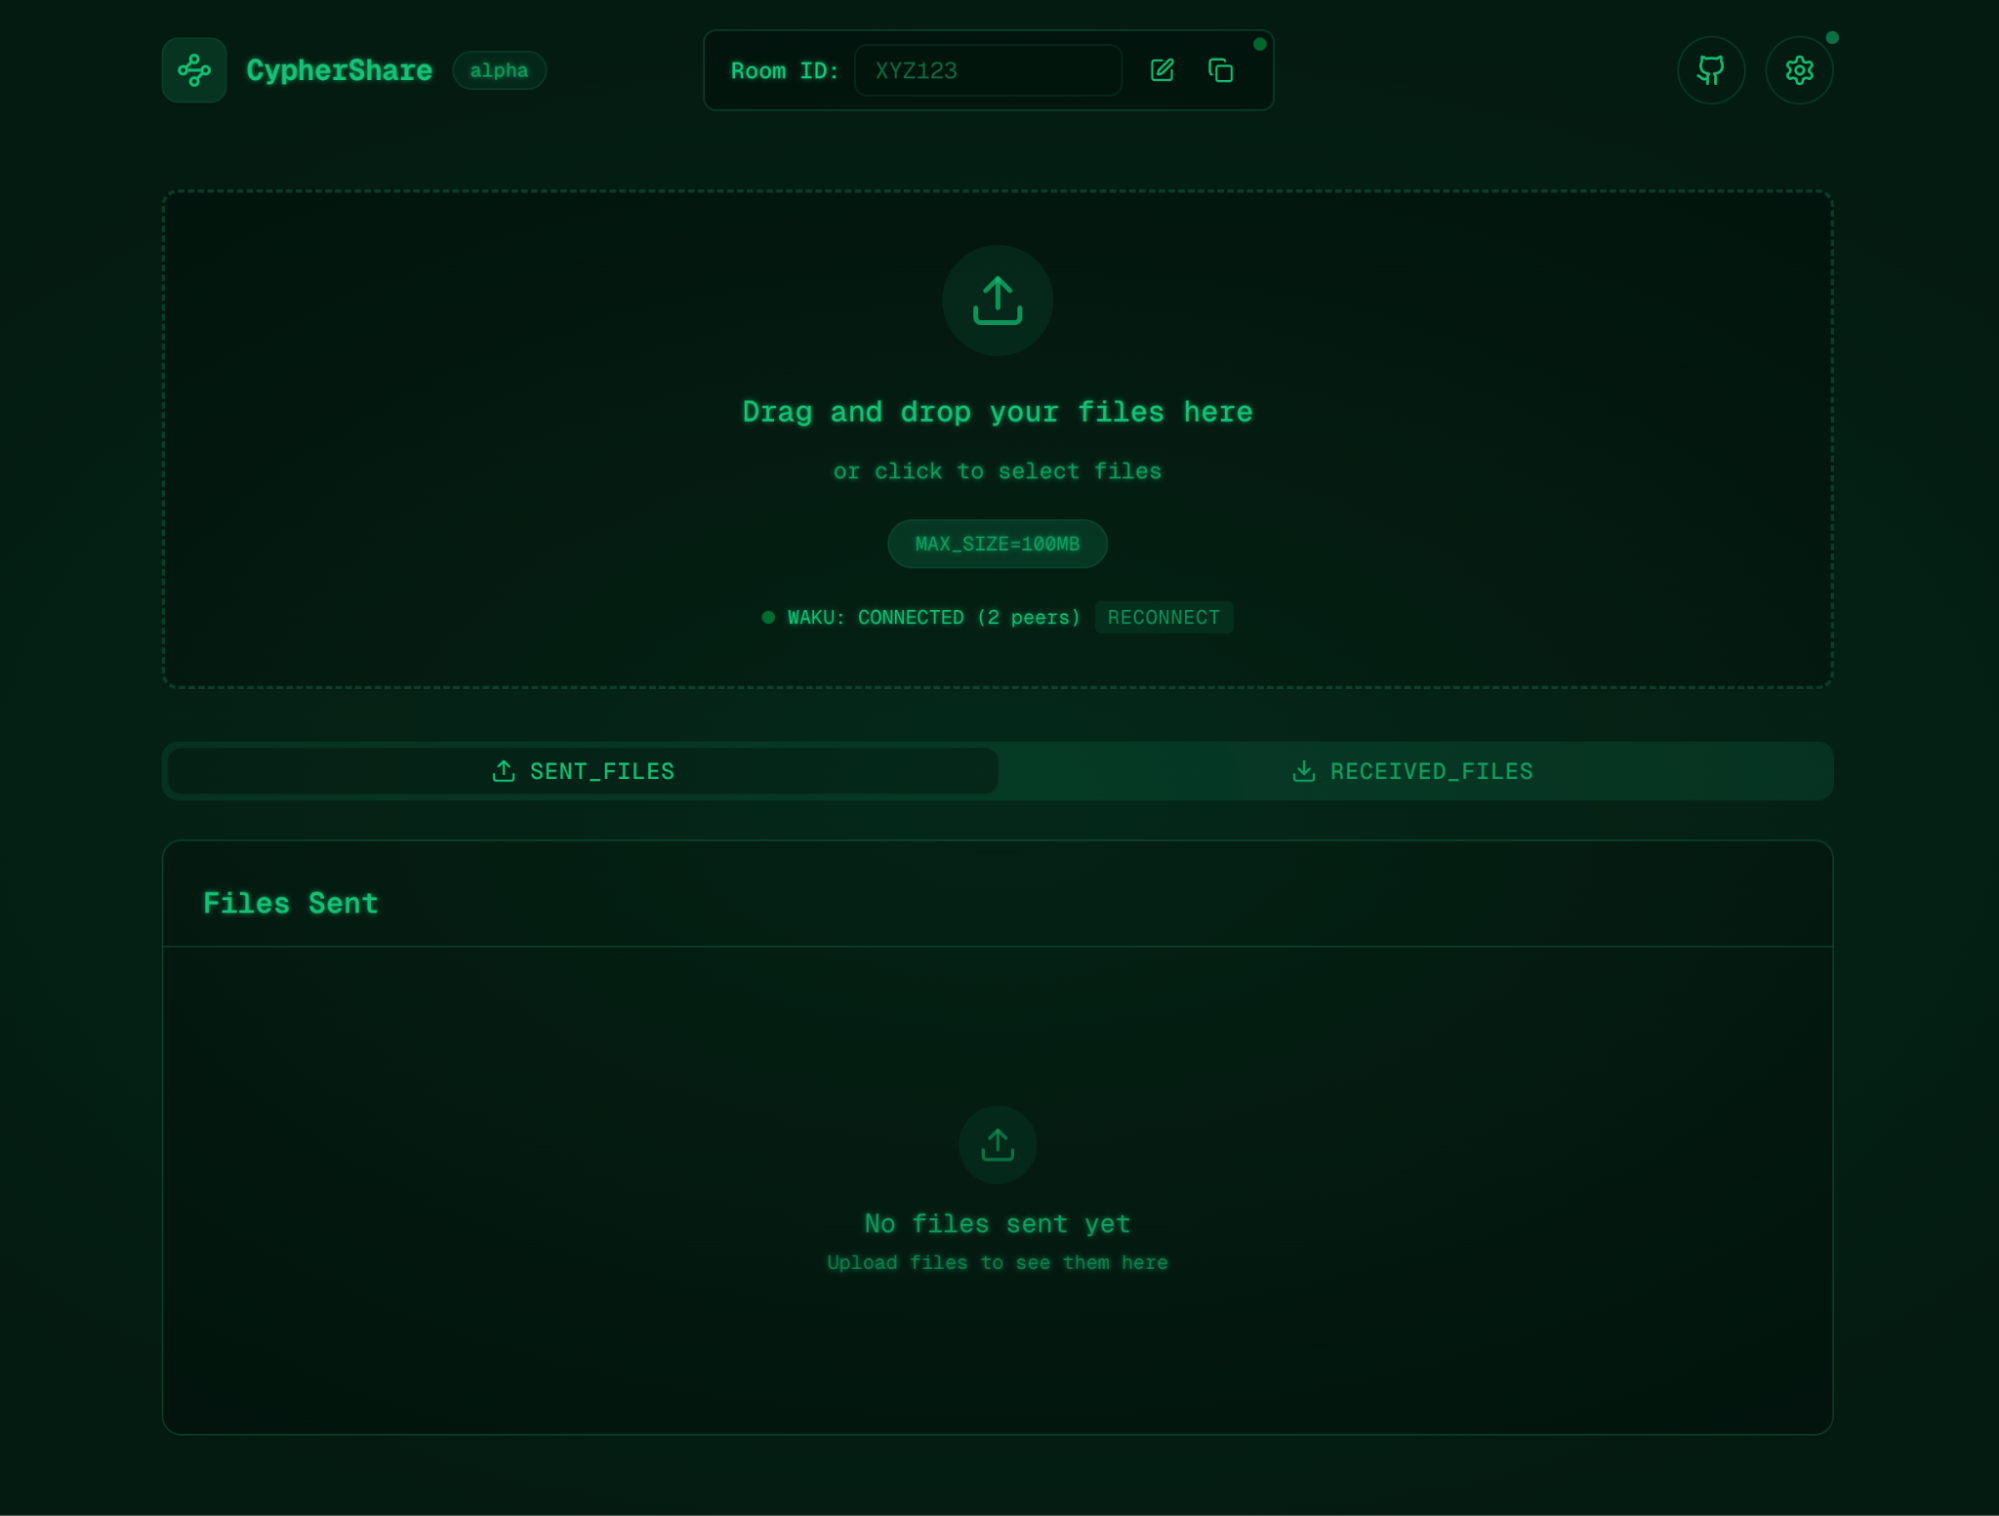 CypherShare alpha
Room ID: XYZ123
Drag and drop your files here
or click to select files
MAX_SIZE=100MB
WAKU: CONNECTED (2 peers) RECONNECT
SENT_FILES
RECEIVED_FILES
Files Sent
No files sent yet
Upload files to see them here